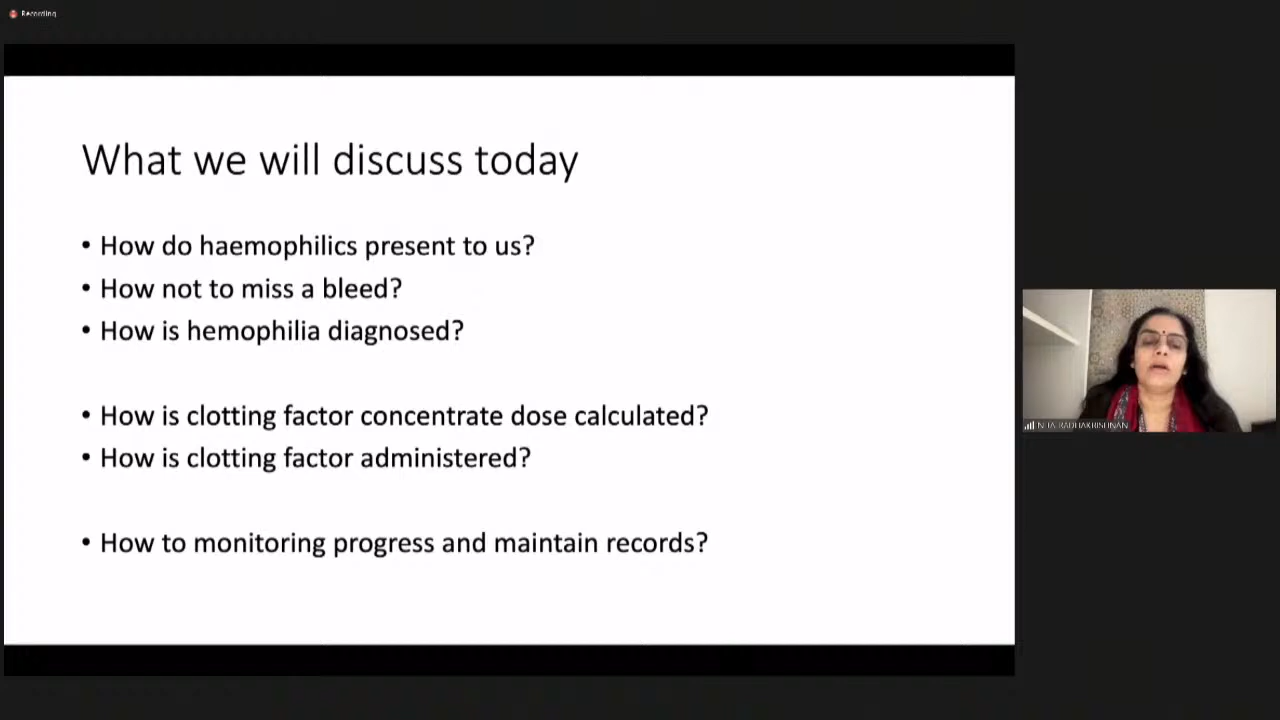 Recording
What we will discuss today
• How do haemophilics present to us?
• How not to miss a bleed?
• How is hemophilia diagnosed?
• How is clotting factor concentrate dose calculated?
• How is clotting factor administered?
• How to monitoring progress and maintain records?
NITA RADHAKRISHNAN